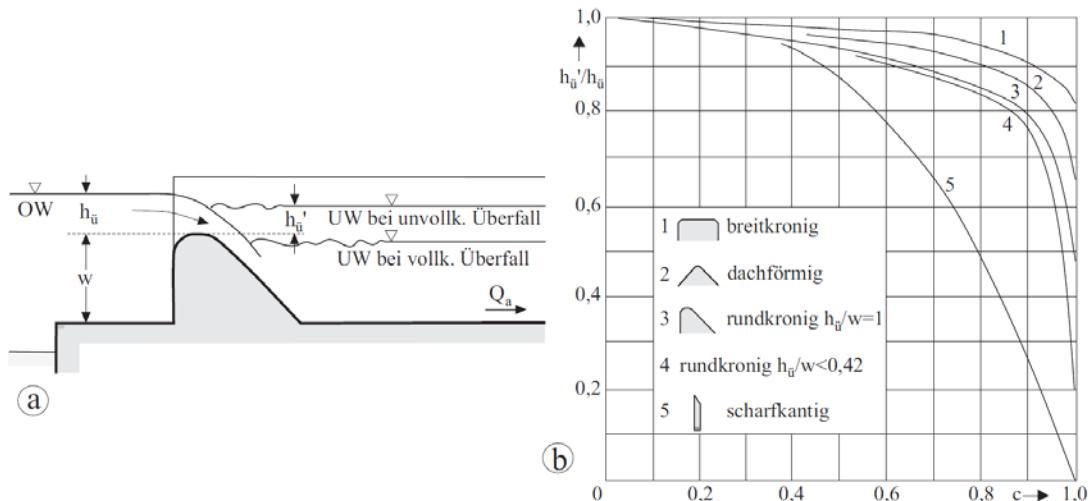 OW
hü
hü'
UW bei unvollk. Überfall
UW bei vollk. Überfall
w
Qa
a
1,0
hü'/hü
0,8
0,6
0,4
0,2
0
0,2
0,4
0,6
0,8
c
1,0
1
2
3
4
5
1 breitkronig
2 dachförmig
3 rundkronig hü/w=1
4 rundkronig hü/w<0,42
5 scharfkantig
b